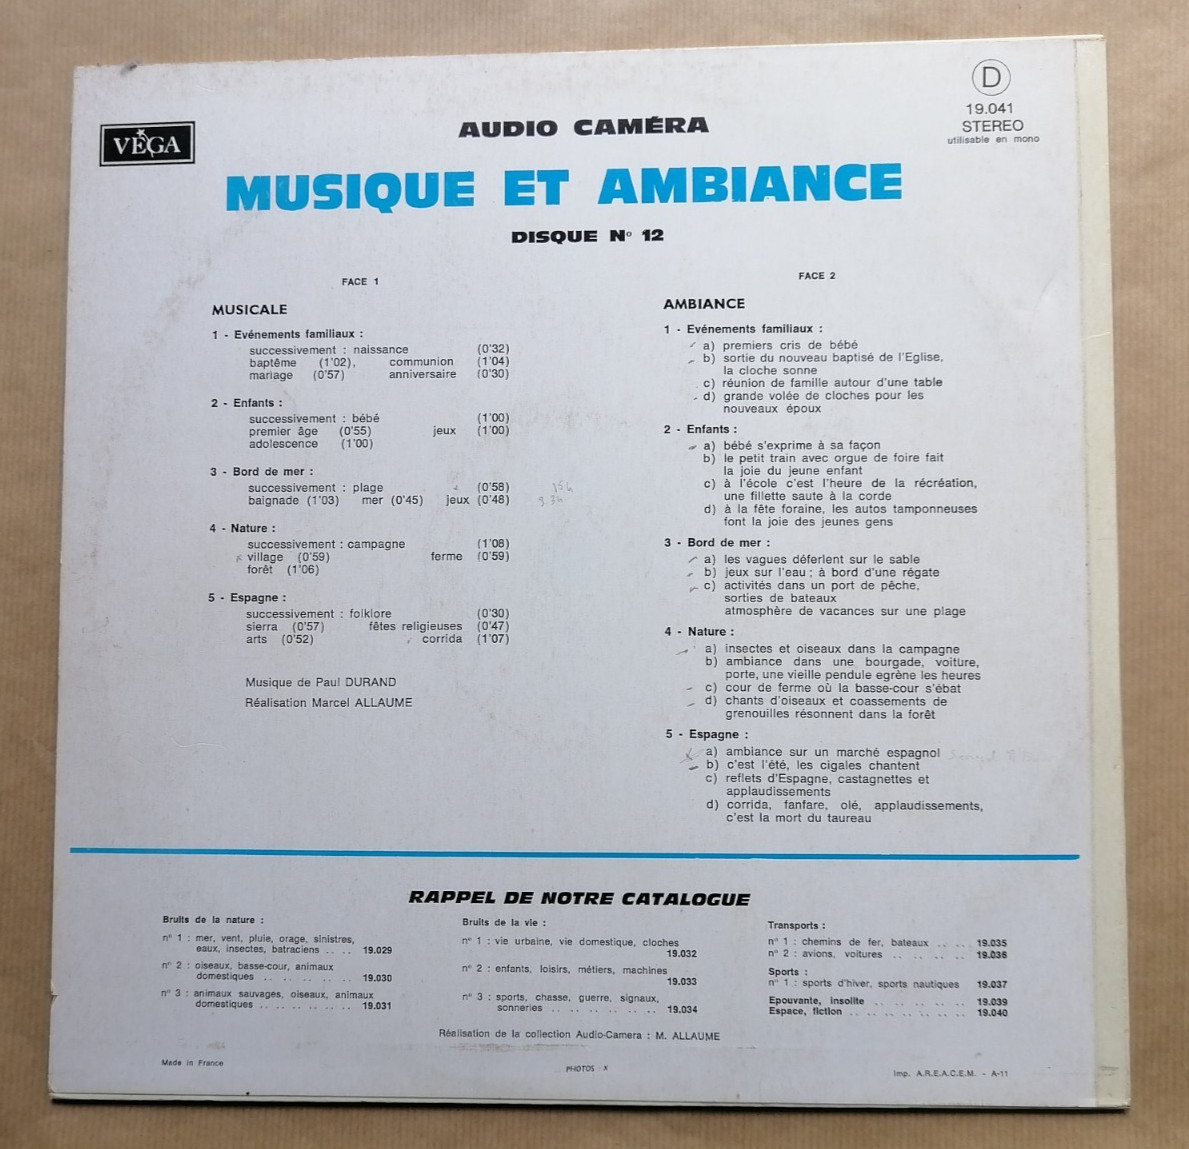 VÉGA
D
19.041
STEREO
utilisable en mono
AUDIO CAMÉRA
MUSIQUE ET AMBIANCE
DISQUE N° 12
FACE 1
MUSICALE
1 - Evénements familiaux :
successivement : naissance (0'32)
baptême (1'02), communion (1'04)
mariage (0'57) anniversaire (0'30)
2 - Enfants :
successivement : bébé (1'00)
premier âge (0'55) jeux (1'00)
adolescence (1'00)
3 - Bord de mer :
successivement : plage (0'58)
baignade (1'03) mer (0'45) jeux (0'48)
4 - Nature :
successivement : campagne (1'08)
village (0'59) ferme (0'59)
forêt (1'06)
5 - Espagne :
successivement : folklore (0'30)
sierra (0'57) fêtes religieuses (0'47)
arts (0'52) corrida (1'07)
Musique de Paul DURAND
Réalisation Marcel ALLAUME
FACE 2
AMBIANCE
1 - Evénements familiaux :
a) premiers cris de bébé
b) sortie du nouveau baptisé de l'Eglise,
la cloche sonne
c) réunion de famille autour d'une table
d) grande volée de cloches pour les
nouveaux époux
2 - Enfants :
a) bébé s'exprime à sa façon
b) le petit train avec orgue de foire fait
la joie du jeune enfant
c) à l'école c'est l'heure de la récréation,
une fillette saute à la corde
d) à la fête foraine, les autos tamponneuses
font la joie des jeunes gens
3 - Bord de mer :
a) les vagues déferlent sur le sable
b) jeux sur l'eau ; à bord d'une régate
c) activités dans un port de pêche,
sorties de bateaux
atmosphère de vacances sur une plage
4 - Nature :
a) insectes et oiseaux dans la campagne
b) ambiance dans une bourgade, voiture,
porte, une vieille pendule egrène les heures
c) cour de ferme où la basse-cour s'ébat
d) chants d'oiseaux et coassements de
grenouilles résonnent dans la forêt
5 - Espagne :
a) ambiance sur un marché espagnol
b) c'est l'été, les cigales chantent
c) reflets d'Espagne, castagnettes et
applaudissements
d) corrida, fanfare, olé, applaudissements,
c'est la mort du taureau
RAPPEL DE NOTRE CATALOGUE
Bruits de la nature :
n° 1 : mer, vent, pluie, orage, sinistres,
eaux, insectes, batraciens .. .. 19.029
n° 2 : oiseaux, basse-cour, animaux
domestiques .. .. .. .. .. 19.030
n° 3 : animaux sauvages, oiseaux, animaux
domestiques .. .. .. .. .. 19.031
Bruits de la vie :
n° 1 : vie urbaine, vie domestique, cloches
19.032
n° 2 : enfants, loisirs, métiers, machines
19.033
n° 3 : sports, chasse, guerre, signaux,
sonneries .. .. .. .. .. .. 19.034
Transports :
n° 1 : chemins de fer, bateaux .. .. 19.035
n° 2 : avions, voitures .. .. .. .. 19.036
Sports :
n° 1 : sports d'hiver, sports nautiques 19.037
Epouvante, insolite .. .. .. .. .. 19.039
Espace, fiction .. .. .. .. .. .. 19.040
Réalisation de la collection Audio-Camera : M. ALLAUME
Made in France
PHOTOS X
Imp. A.R.E.A.C.E.M. - A-11